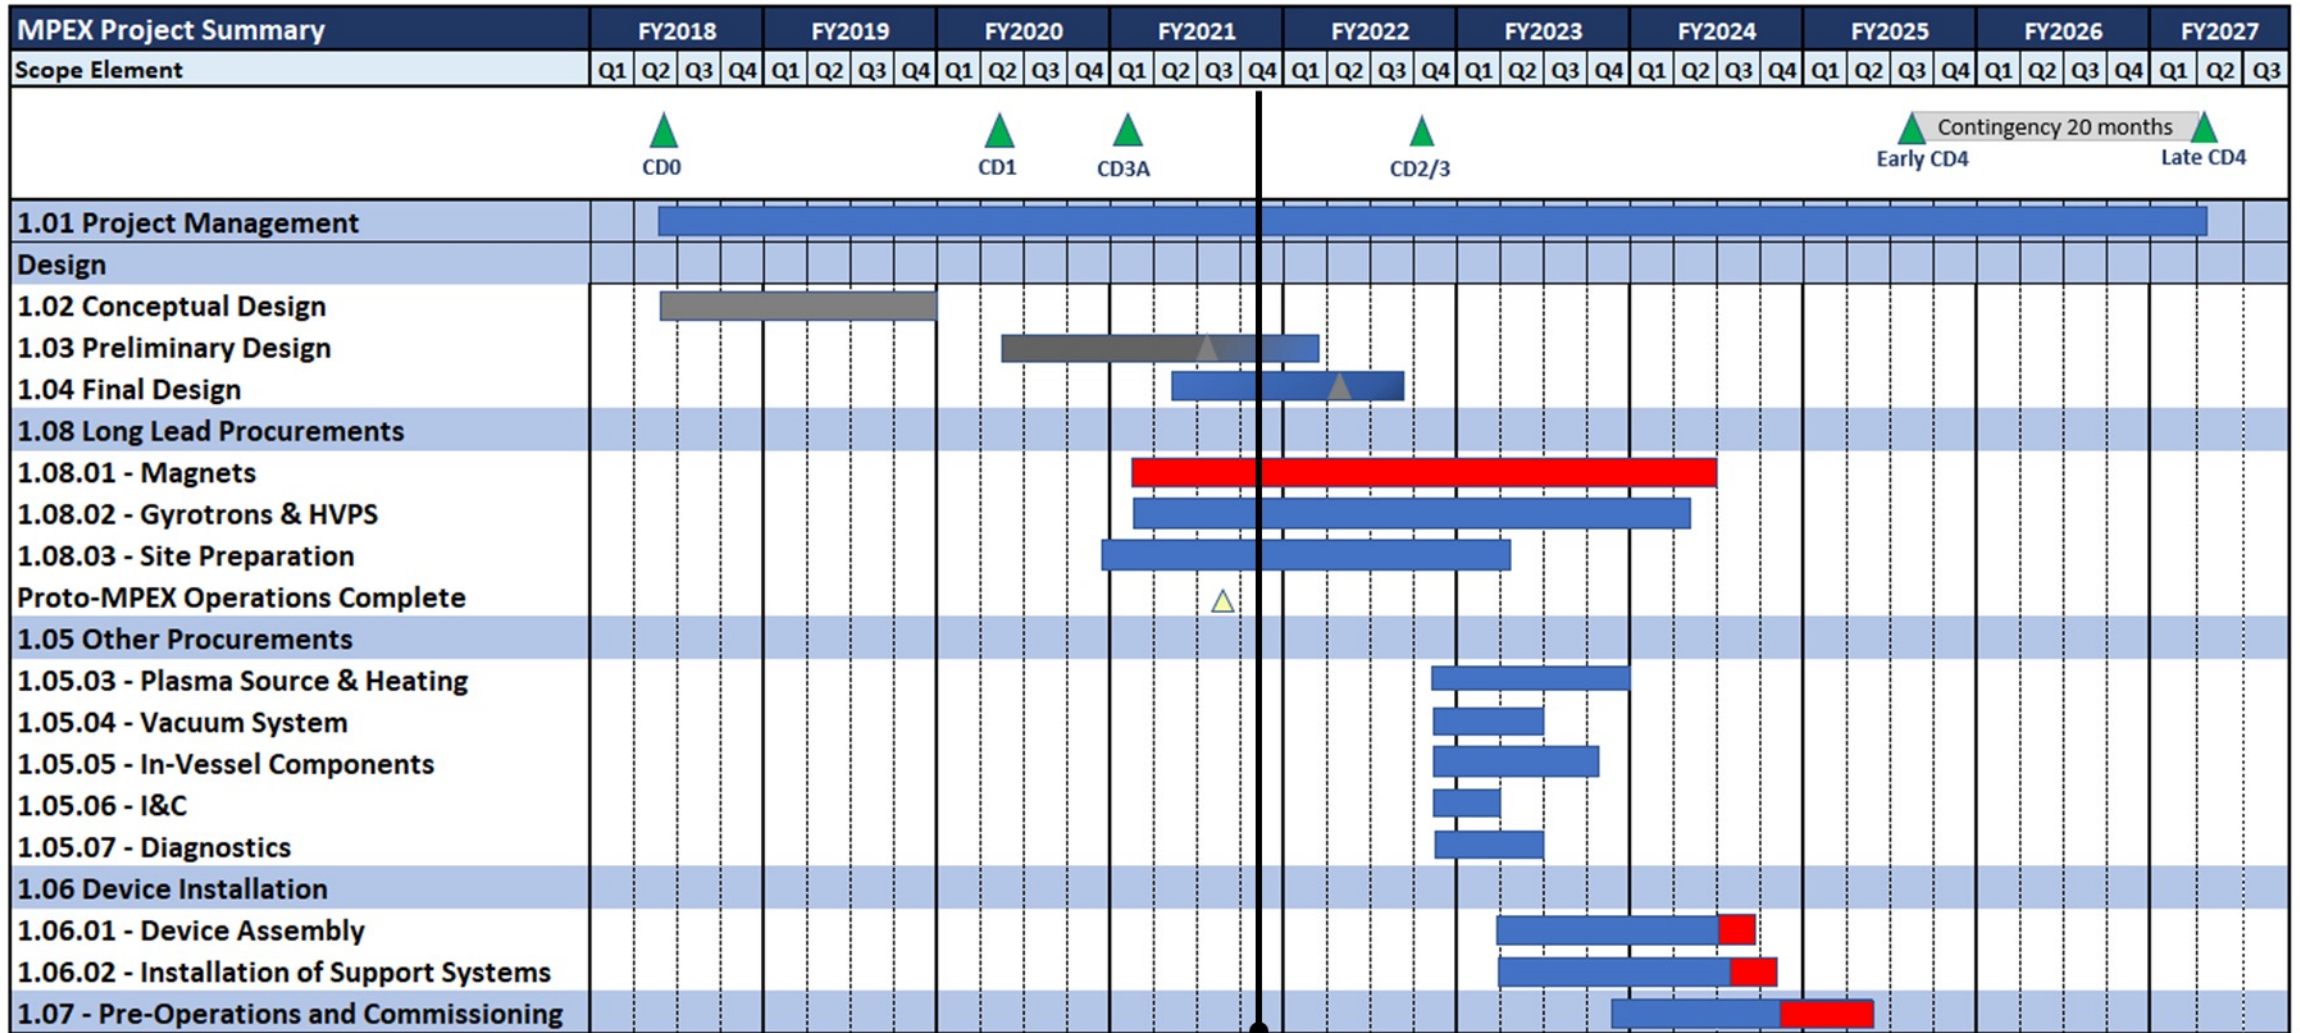 MPEX Project Summary FY2018 FY2019 FY2020 FY2021 FY2022 FY2023 FY2024 FY2025 FY2026 FY2027
Scope Element Q1 Q2 Q3 Q4 Q1 Q2 Q3 Q4 Q1 Q2 Q3 Q4 Q1 Q2 Q3 Q4 Q1 Q2 Q3 Q4 Q1 Q2 Q3 Q4 Q1 Q2 Q3 Q4 Q1 Q2 Q3 Q4 Q1 Q2 Q3 Q4 Q1 Q2 Q3
Contingency 20 months
CD0 CD1 CD3A CD2/3 Early CD4 Late CD4
1.01 Project Management
Design
1.02 Conceptual Design
1.03 Preliminary Design
1.04 Final Design
1.08 Long Lead Procurements
1.08.01 - Magnets
1.08.02 - Gyrotrons & HVPS
1.08.03 - Site Preparation
Proto-MPEX Operations Complete
1.05 Other Procurements
1.05.03 - Plasma Source & Heating
1.05.04 - Vacuum System
1.05.05 - In-Vessel Components
1.05.06 - I&C
1.05.07 - Diagnostics
1.06 Device Installation
1.06.01 - Device Assembly
1.06.02 - Installation of Support Systems
1.07 - Pre-Operations and Commissioning